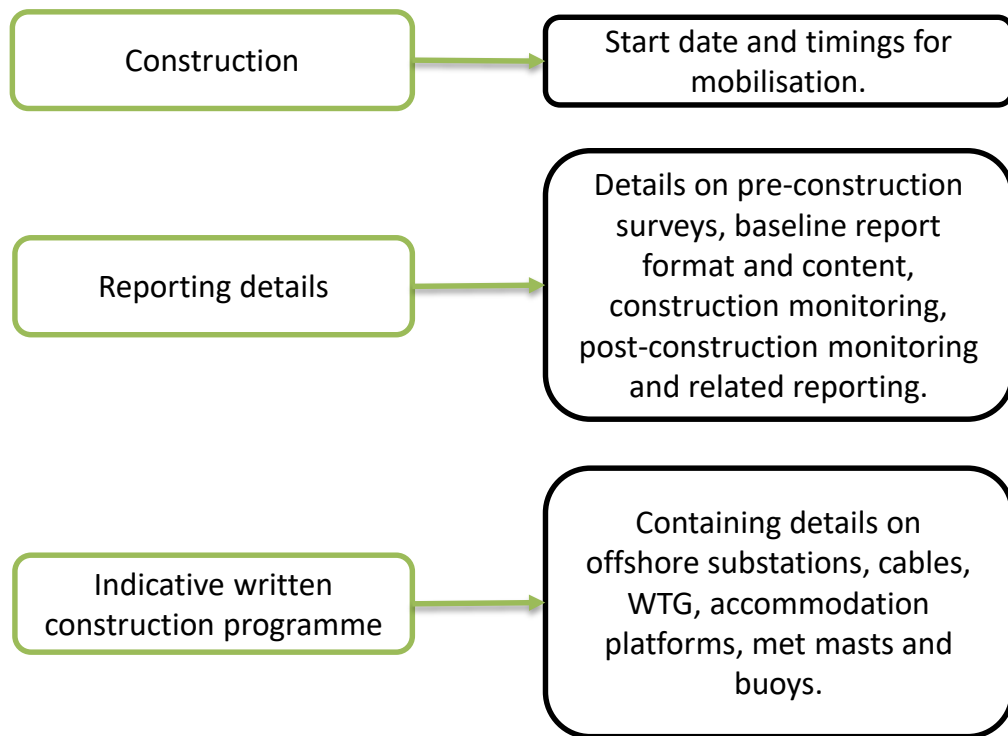 Construction
Start date and timings for
mobilisation.
Reporting details
Details on pre-construction
surveys, baseline report
format and content,
construction monitoring,
post-construction monitoring
and related reporting.
Indicative written
construction programme
Containing details on
offshore substations, cables,
WTG, accommodation
platforms, met masts and
buoys.